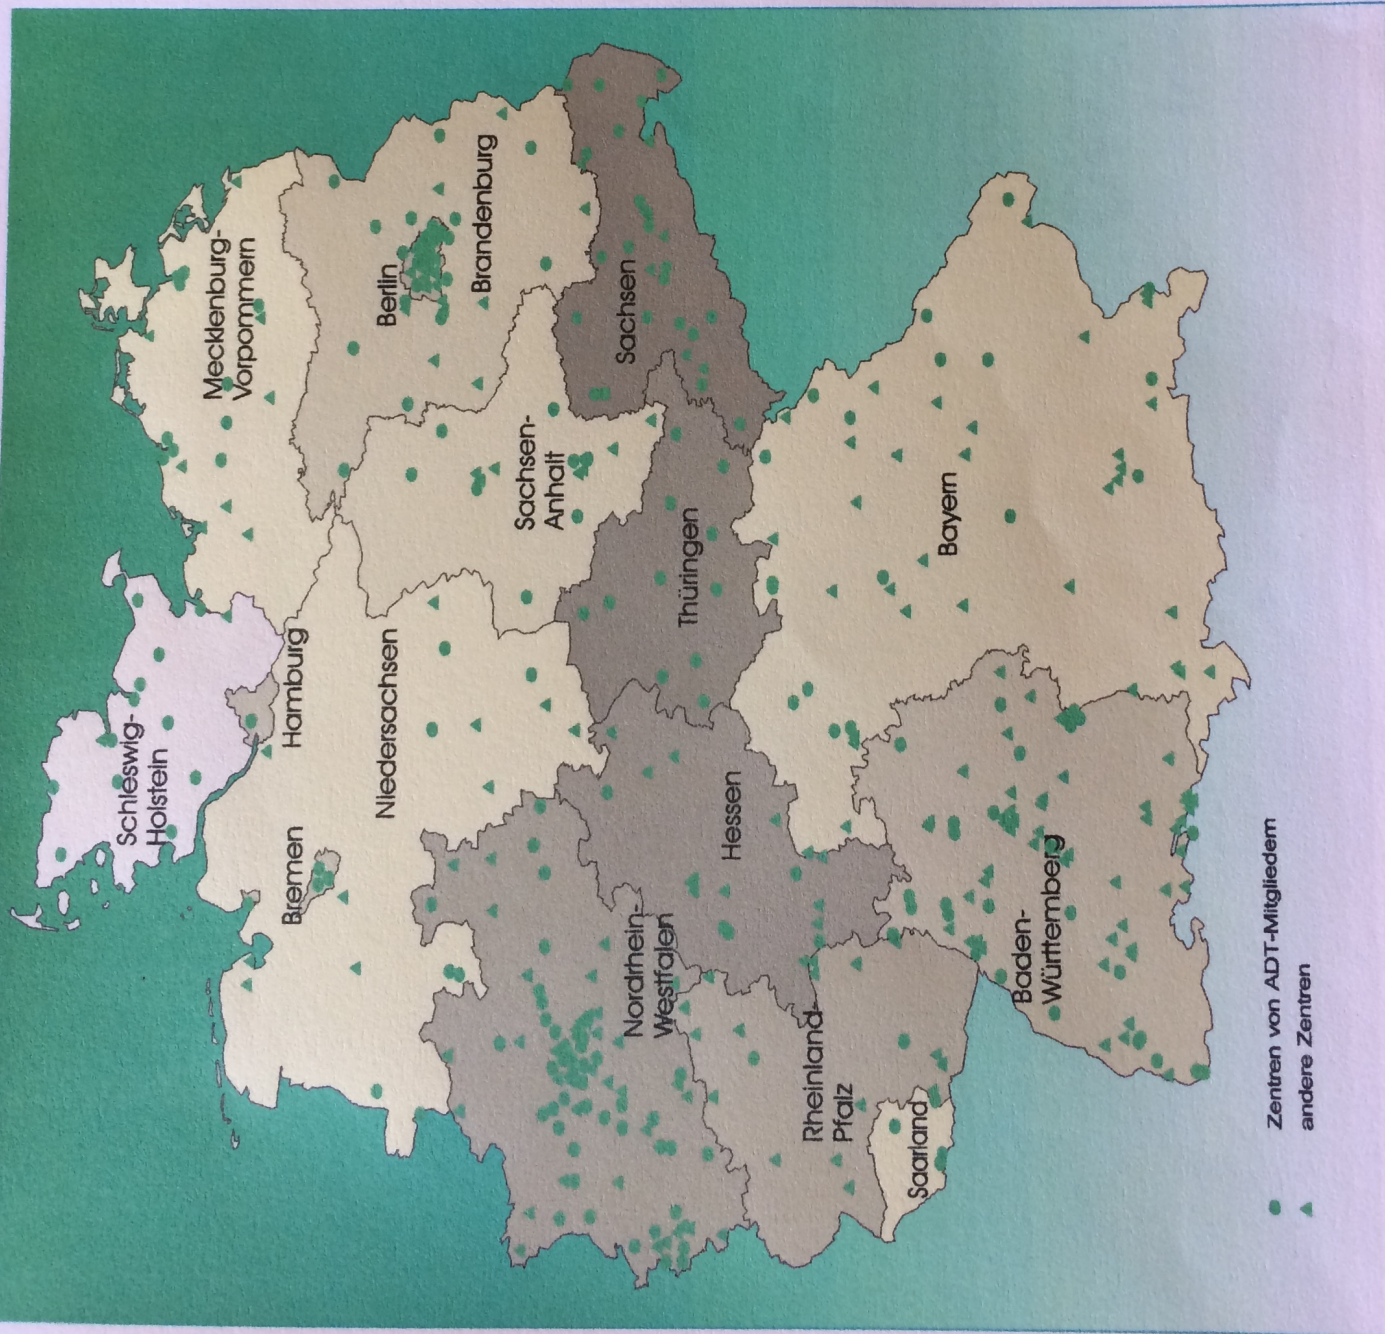 Schleswig-
Holstein
Mecklenburg-
Vorpommern
Hamburg
Bremen
Niedersachsen
Berlin
Brandenburg
Sachsen-
Anhalt
Sachsen
Nordrhein-
Westfalen
Hessen
Thüringen
Rheinland-
Pfalz
Saarland
Baden-
Württemberg
Bayern
Zentren von ADT-Mitgliedern
andere Zentren